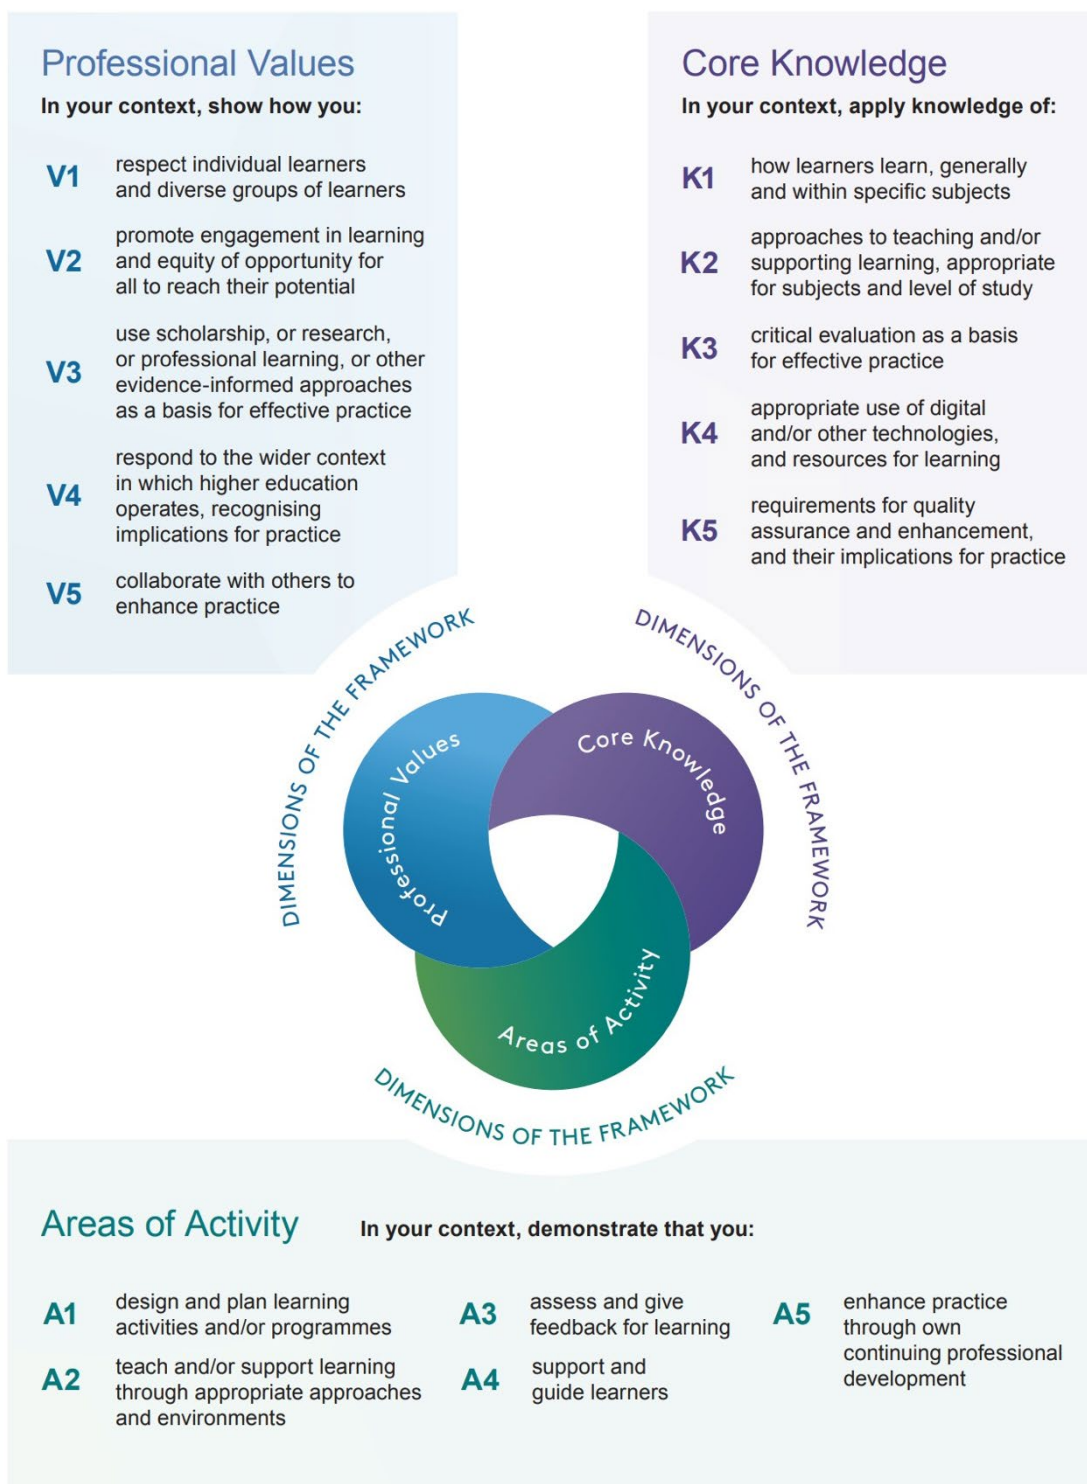 Professional Values
In your context, show how you:
V1
respect individual learners
and diverse groups of learners
V2
promote engagement in learning
and equity of opportunity for
all to reach their potential
V3
use scholarship, or research,
or professional learning, or other
evidence-informed approaches
as a basis for effective practice
V4
respond to the wider context
in which higher education
operates, recognising
implications for practice
V5
collaborate with others to
enhance practice
Core Knowledge
In your context, apply knowledge of:
K1
how learners learn, generally
and within specific subjects
K2
approaches to teaching and/or
supporting learning, appropriate
for subjects and level of study
K3
critical evaluation as a basis
for effective practice
K4
appropriate use of digital
and/or other technologies,
and resources for learning
K5
requirements for quality
assurance and enhancement,
and their implications for practice
DIMENSIONS OF THE FRAMEWORK
DIMENSIONS OF THE FRAMEWORK
Professional Values
Core Knowledge
Areas of Activity
DIMENSIONS OF THE FRAMEWORK
Areas of Activity
In your context, demonstrate that you:
A1
design and plan learning
activities and/or programmes
A2
teach and/or support learning
through appropriate approaches
and environments
A3
assess and give
feedback for learning
A4
support and
guide learners
A5
enhance practice
through own
continuing professional
development